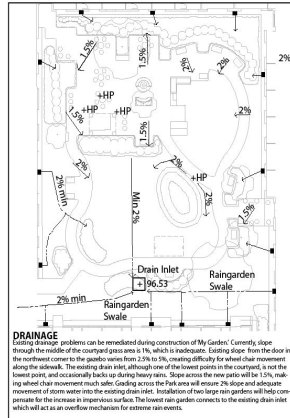 1.5%
1.5%
2%
2%
2%
+HP
+HP
+HP
1.5%
1.5%
2%
2%
2%
+HP
2%
2% min
Min 2%
1.5%
Drain Inlet
+ 96.53
Raingarden
Swale
2% min
Raingarden
Swale
DRAINAGE
Existing drainage problems can be remediated during construction of 'My Garden.' Currently, slope
through the middle of the courtyard grass area is 1%, which is inadequate. Existing slope from the door in
the northwest corner to the gazebo varies from 2.5% to 5%, creating difficulty for wheel chair movement
along the sidewalk. The existing drain inlet, although one of the lowest points in the courtyard, is not the
lowest point, and occasionally backs up during heavy rains. Slope across the new patio will be 1.5%, mak-
ing wheel chair movement much safer. Grading across the Park area will ensure 2% slope and adequate
movement of storm water into the existing drain inlet. Installation of two large rain gardens will help com-
pensate for the increase in impervious surface. The lowest rain garden connects to the existing drain inlet
which will act as an overflow mechanism for extreme rain events.